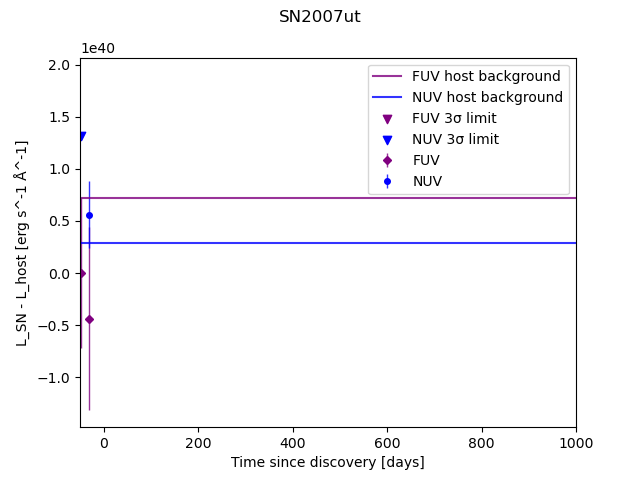 SN2007ut
1e40
2.0
1.5
1.0
0.5
0.0
−0.5
−1.0
L_SN - L_host [erg s^-1 Å^-1]
FUV host background
NUV host background
FUV 3σ limit
NUV 3σ limit
FUV
NUV
0 200 400 600 800 1000
Time since discovery [days]